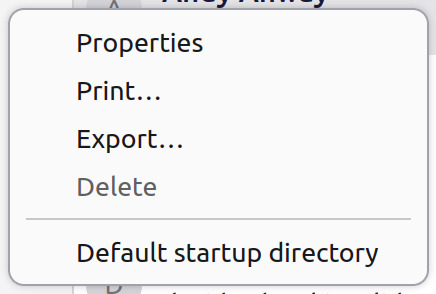 Properties
Print…
Export…
Delete
Default startup directory